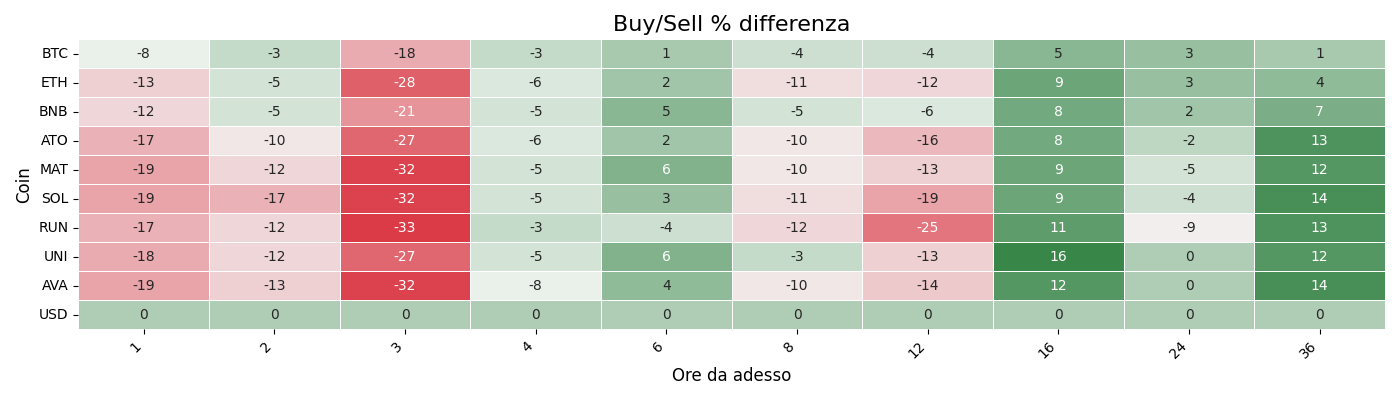 Buy/Sell % differenza
Coin
BTC -8 -3 -18 -3 1 -4 -4 5 3 1
ETH -13 -5 -28 -6 2 -11 -12 9 3 4
BNB -12 -5 -21 -5 5 -5 -6 8 2 7
ATO -17 -10 -27 -6 2 -10 -16 8 -2 13
MAT -19 -12 -32 -5 6 -10 -13 9 -5 12
SOL -19 -17 -32 -5 3 -11 -19 9 -4 14
RUN -17 -12 -33 -3 -4 -12 -25 11 -9 13
UNI -18 -12 -27 -5 6 -3 -13 16 0 12
AVA -19 -13 -32 -8 4 -10 -14 12 0 14
USD 0 0 0 0 0 0 0 0 0 0
1 2 3 4 6 8 12 16 24 36
Ore da adesso